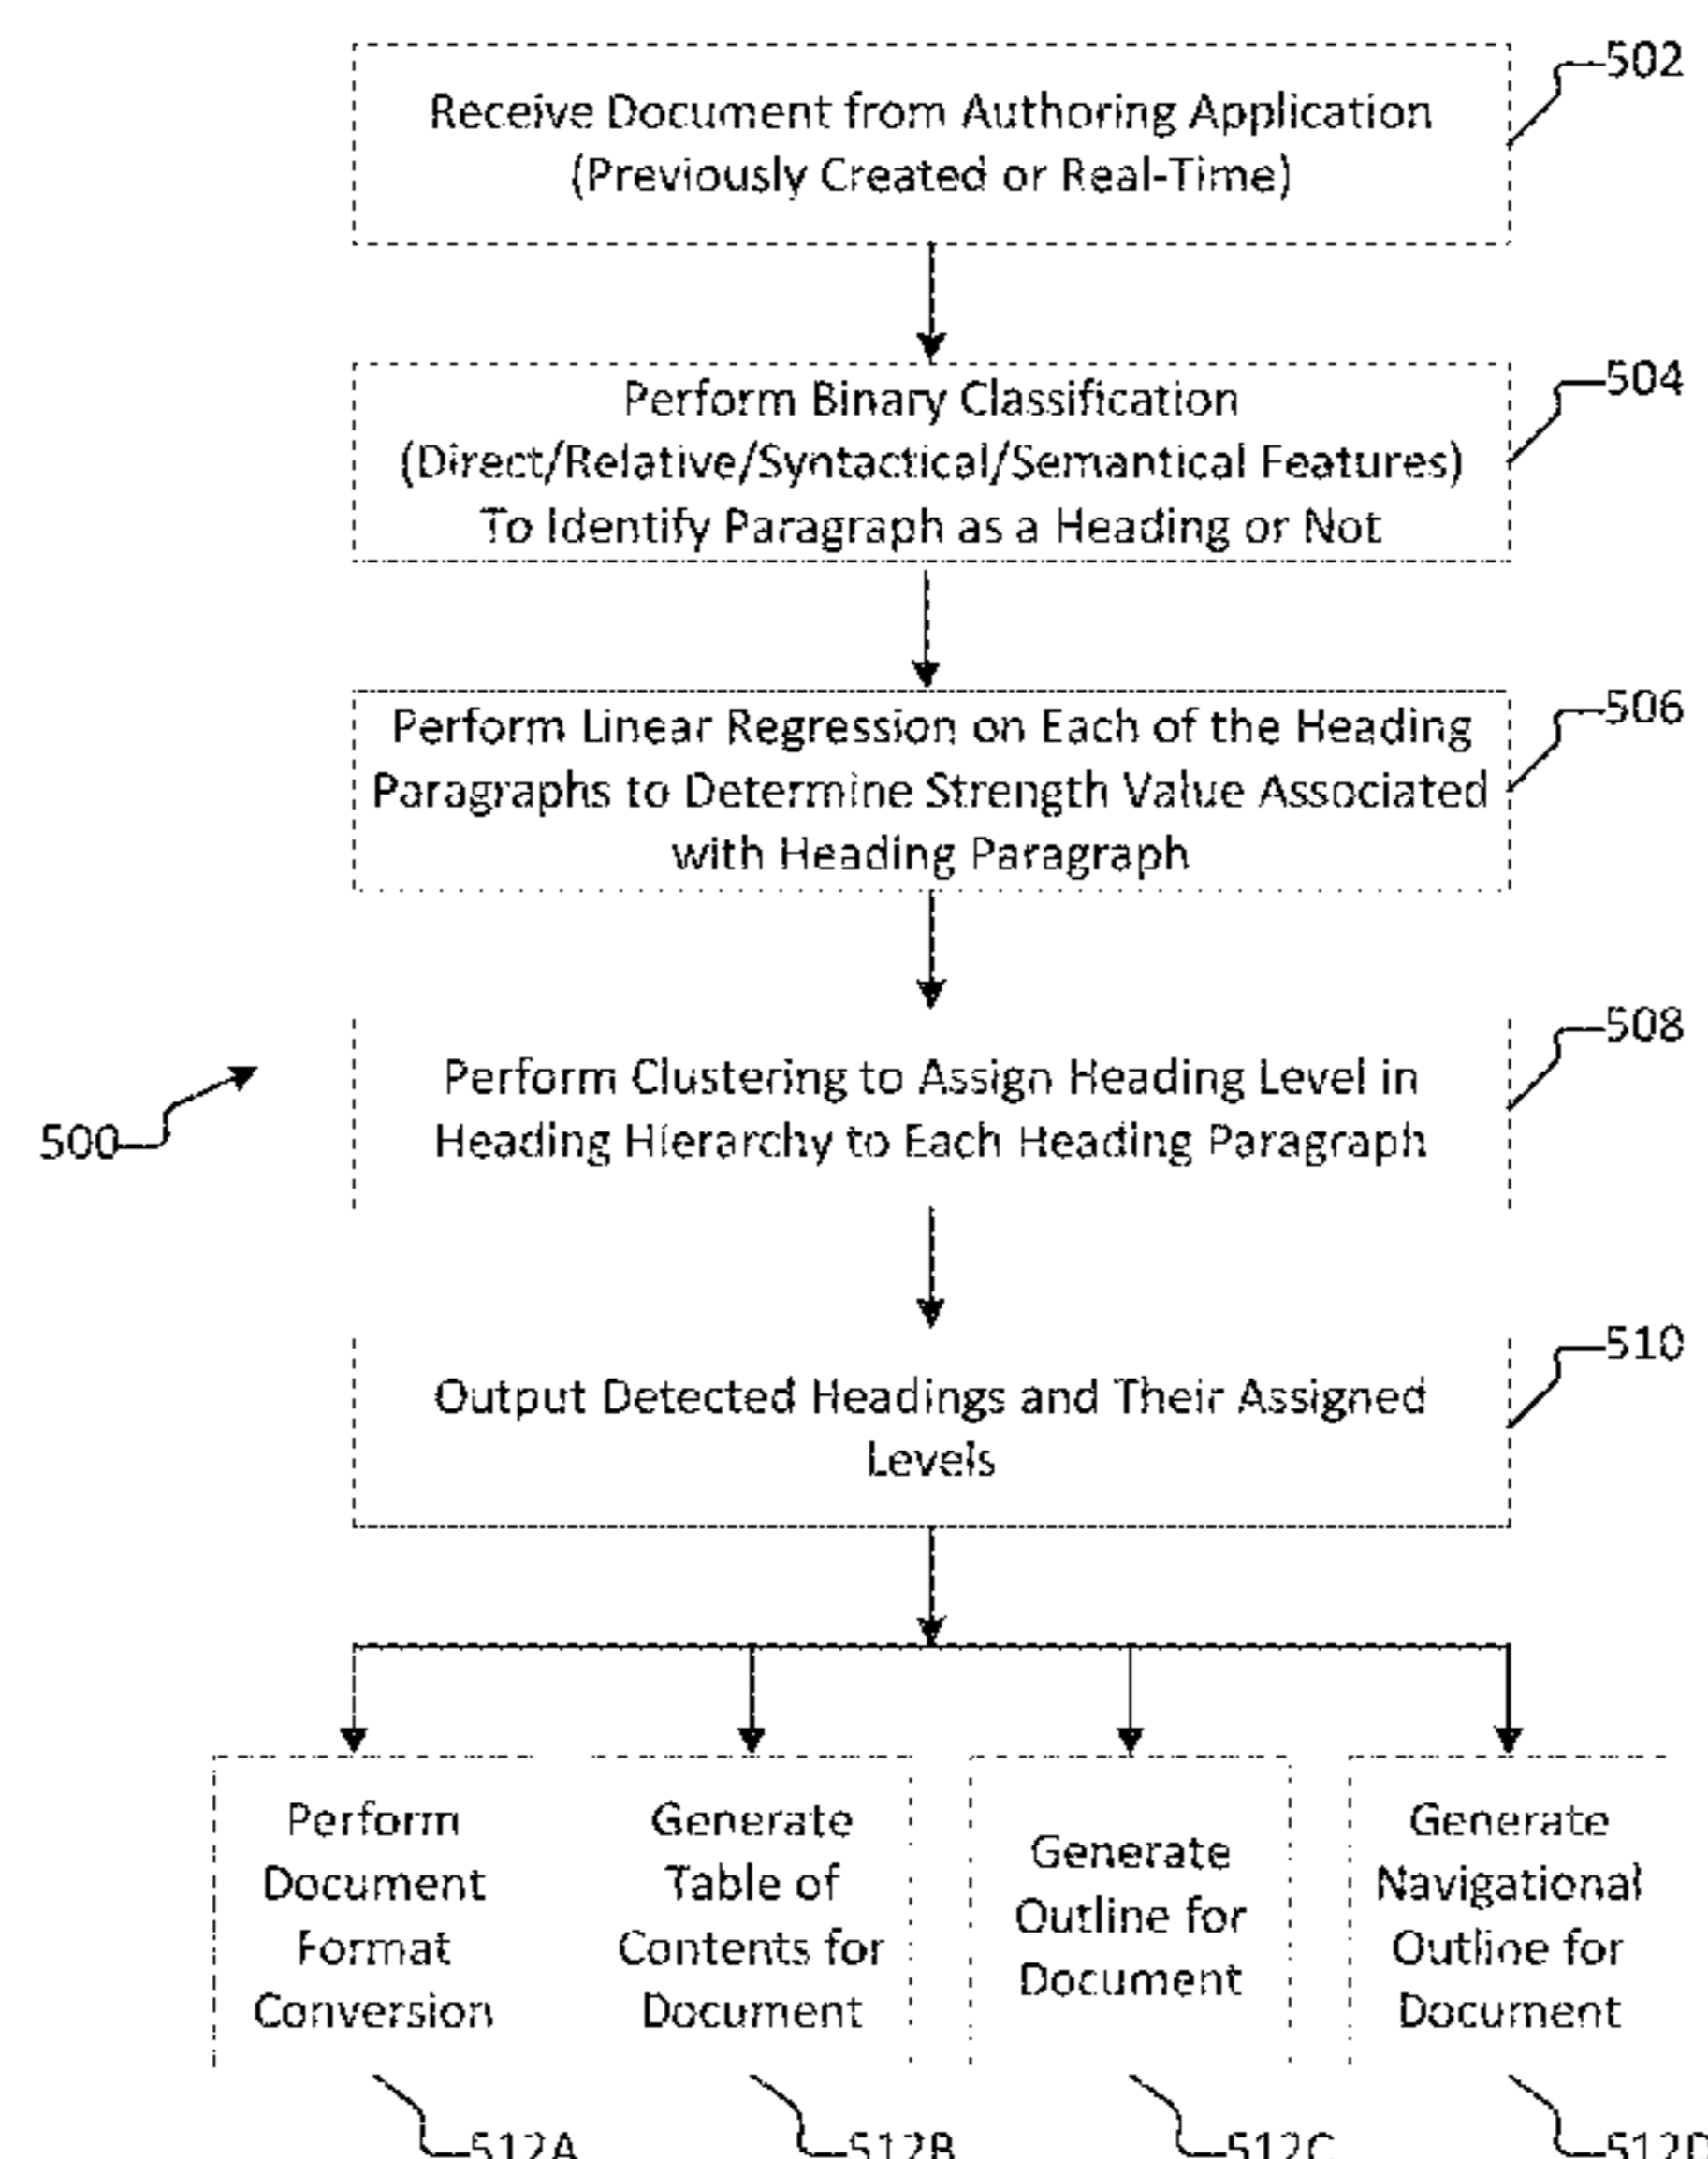 502
Receive Document from Authoring Application
(Previously Created or Real-Time)
504
Perform Binary Classification
(Direct/Relative/Syntactical/Semantical Features)
To Identify Paragraph as a Heading or Not
506
Perform Linear Regression on Each of the Heading
Paragraphs to Determine Strength Value Associated
with Heading Paragraph
508
Perform Clustering to Assign Heading Level in
Heading Hierarchy to Each Heading Paragraph
500
510
Output Detected Headings and Their Assigned
Levels
Perform
Document
Format
Conversion
Generate
Table of
Contents for
Document
Generate
Outline for
Document
Generate
Navigational
Outline for
Document
512A
512B
512C
512D